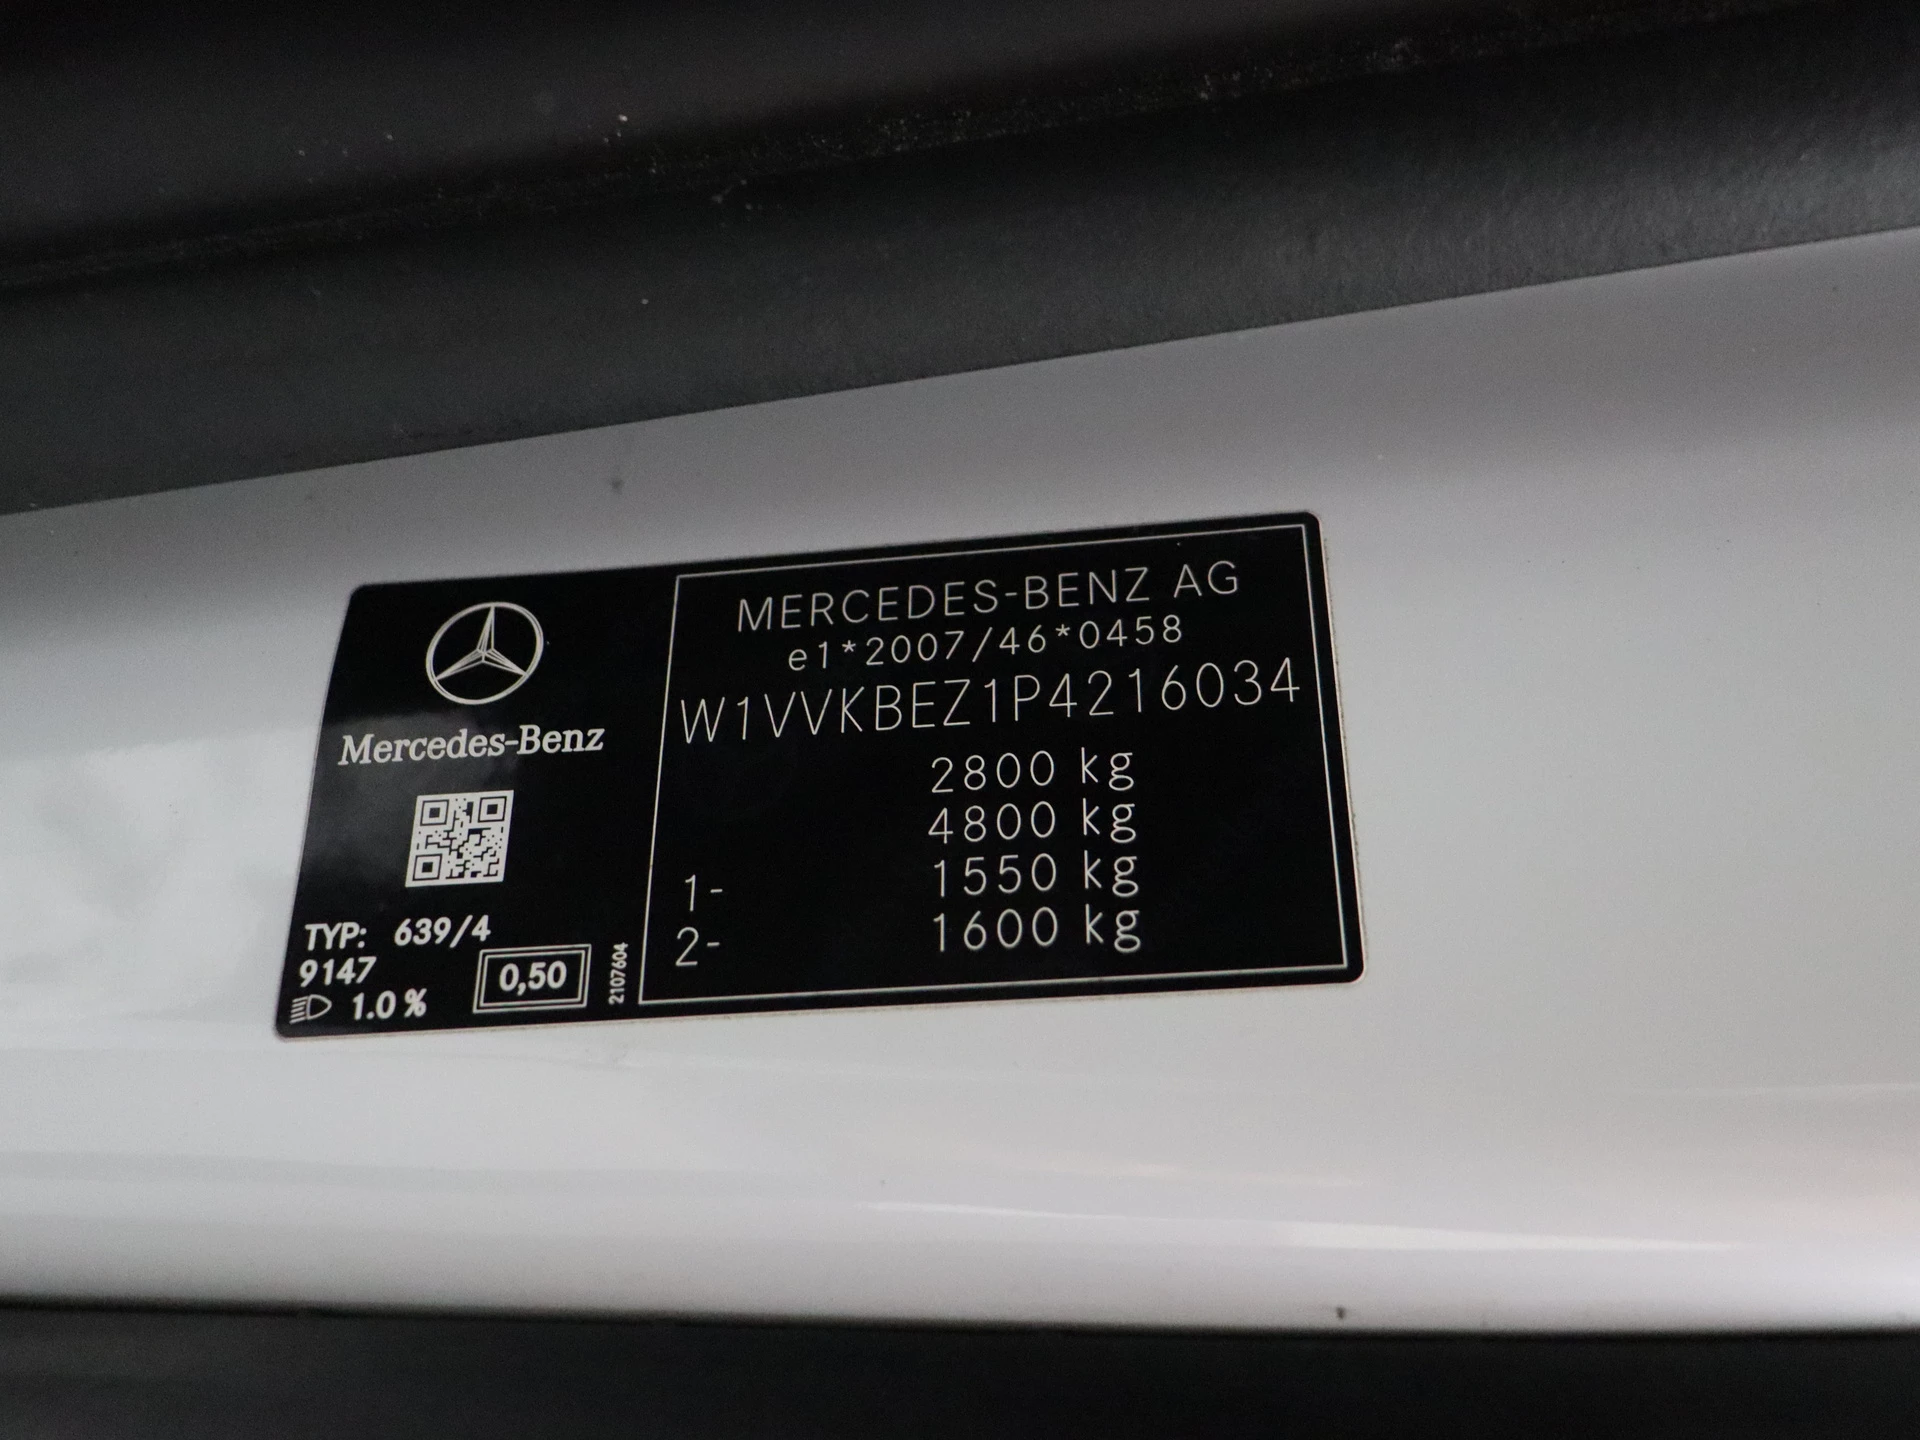 Mercedes-Benz
TYP: 639/4
9147
1.0 %
0,50
2107604
MERCEDES-BENZ AG
e1*2007/46*0458
W1VVKBEZ1P4216034
2800 kg
4800 kg
1- 1550 kg
2- 1600 kg